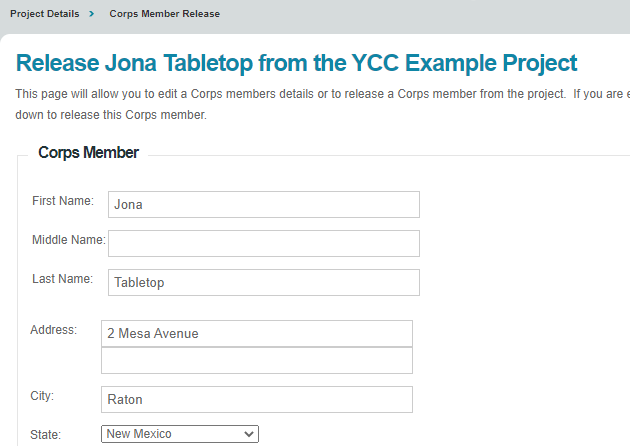 Project Details > Corps Member Release
Release Jona Tabletop from the YCC Example Project
This page will allow you to edit a Corps members details or to release a Corps member from the project. If you are
down to release this Corps member.
Corps Member
First Name: Jona
Middle Name:
Last Name: Tabletop
Address: 2 Mesa Avenue
City: Raton
State: New Mexico